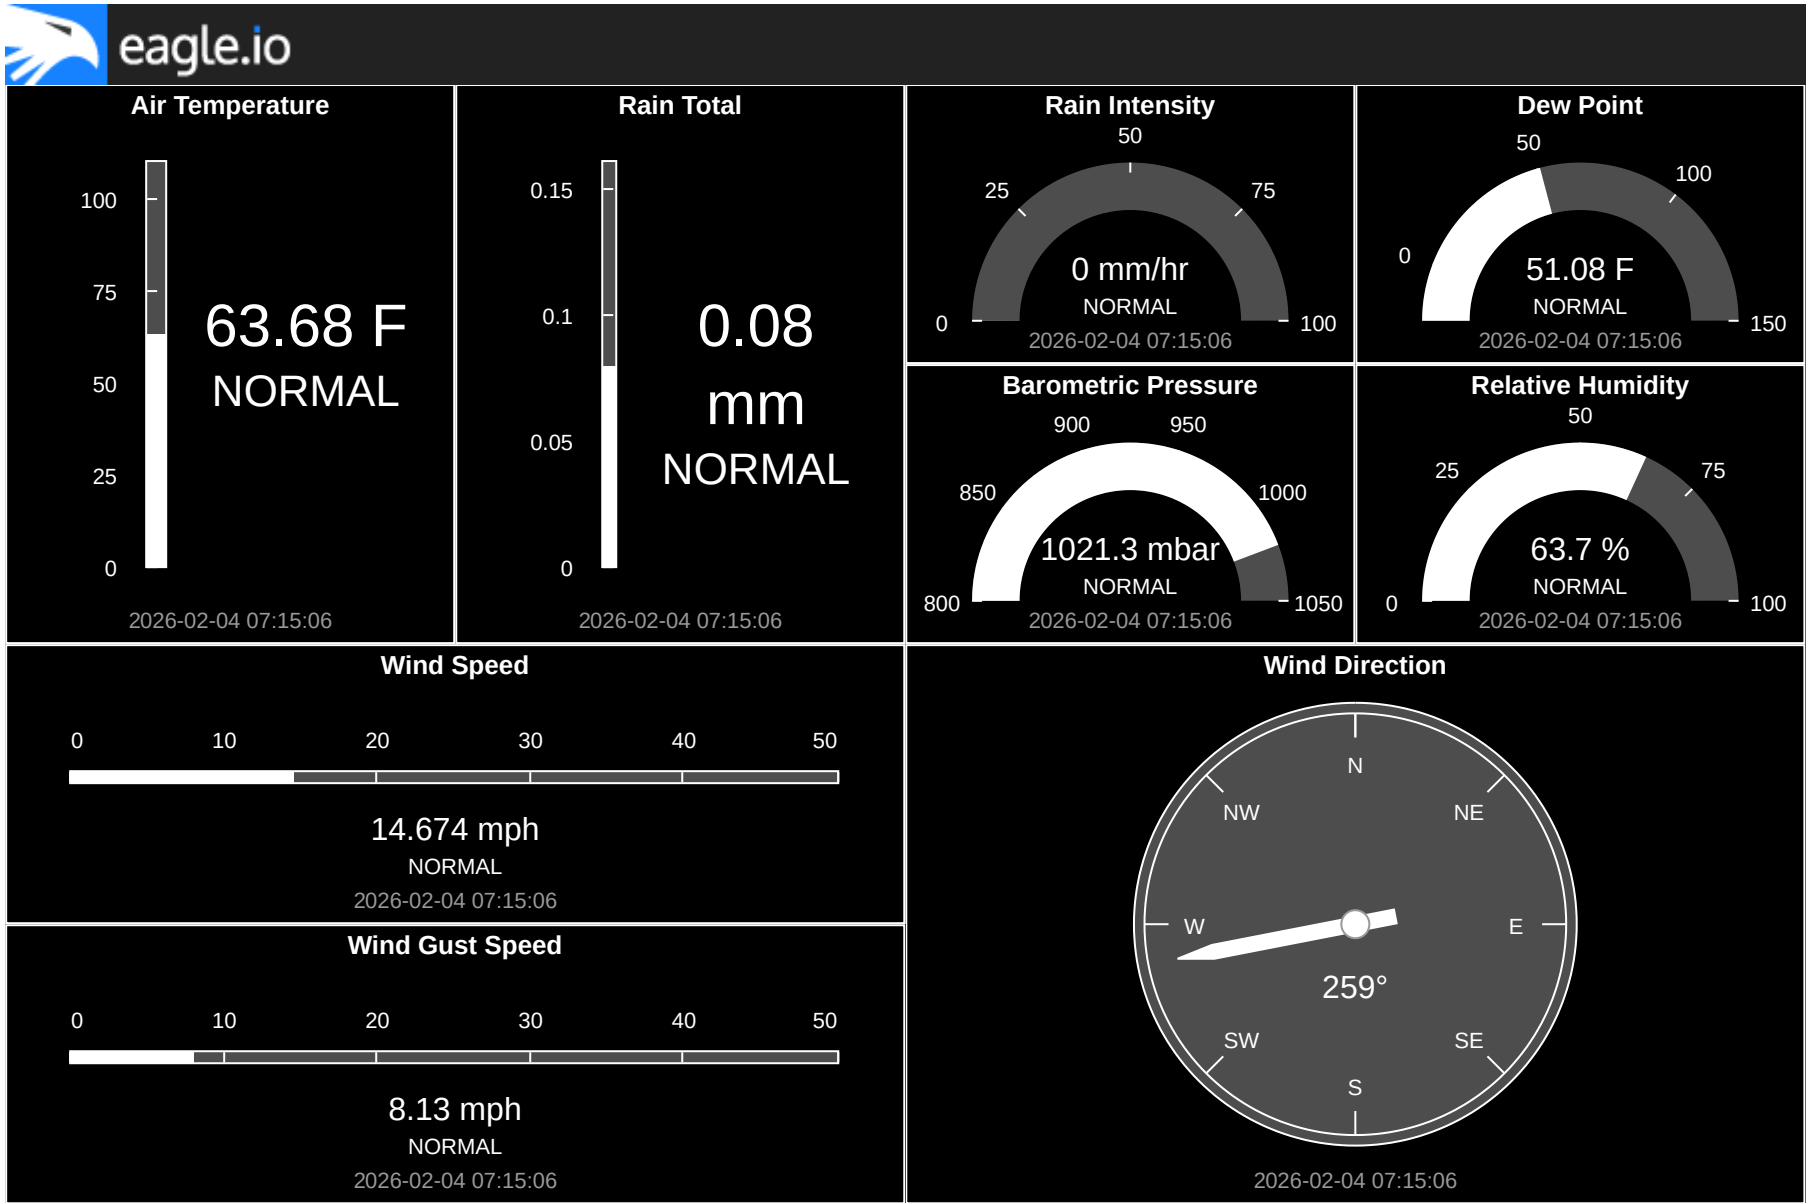 eagle.io
Air Temperature
100
75
50
25
0
63.68 F
NORMAL
2026-02-04 07:15:06
Rain Total
0.15
0.1
0.05
0
0.08
mm
NORMAL
2026-02-04 07:15:06
Rain Intensity
0
25
50
75
100
0 mm/hr
NORMAL
2026-02-04 07:15:06
Dew Point
0
50
100
150
51.08 F
NORMAL
2026-02-04 07:15:06
Barometric Pressure
800
850
900
950
1000
1050
1021.3 mbar
NORMAL
2026-02-04 07:15:06
Relative Humidity
0
25
50
75
100
63.7 %
NORMAL
2026-02-04 07:15:06
Wind Speed
0 10 20 30 40 50
14.674 mph
NORMAL
2026-02-04 07:15:06
Wind Gust Speed
0 10 20 30 40 50
8.13 mph
NORMAL
2026-02-04 07:15:06
Wind Direction
N
NW NE
W E
259°
SW SE
S
2026-02-04 07:15:06